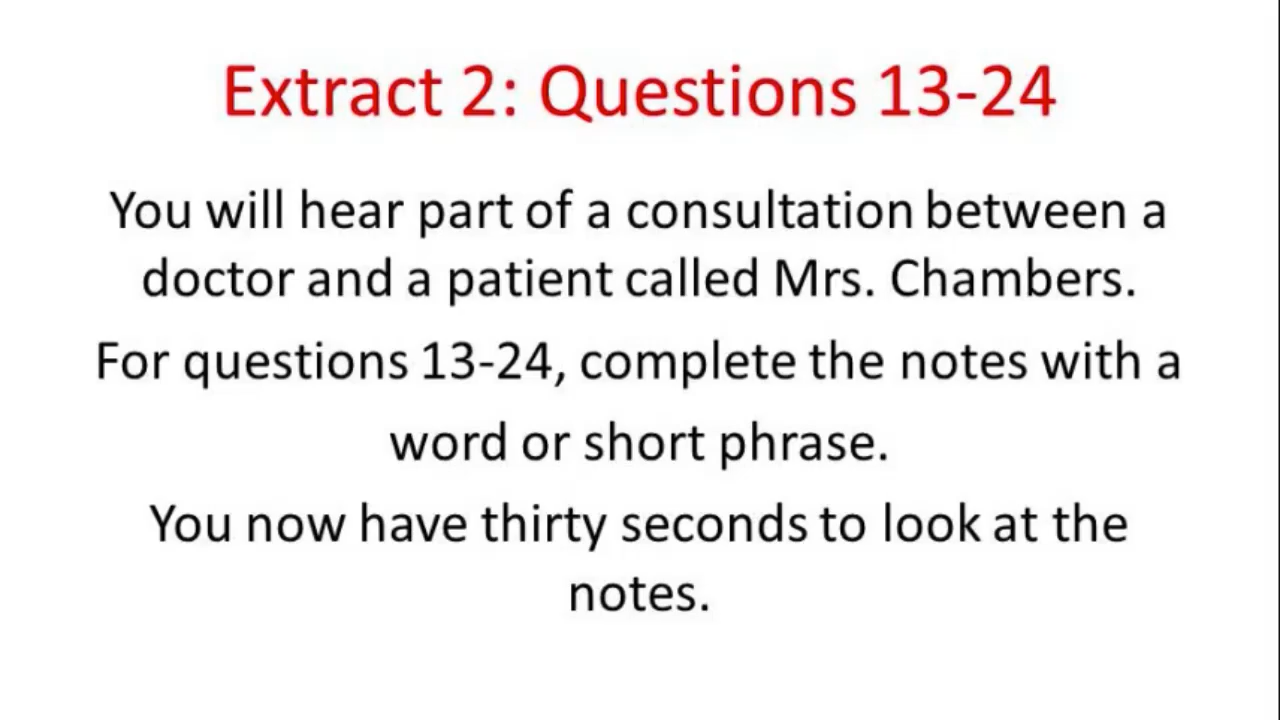 Extract 2: Questions 13-24
You will hear part of a consultation between a
doctor and a patient called Mrs. Chambers.
For questions 13-24, complete the notes with a
word or short phrase.
You now have thirty seconds to look at the
notes.